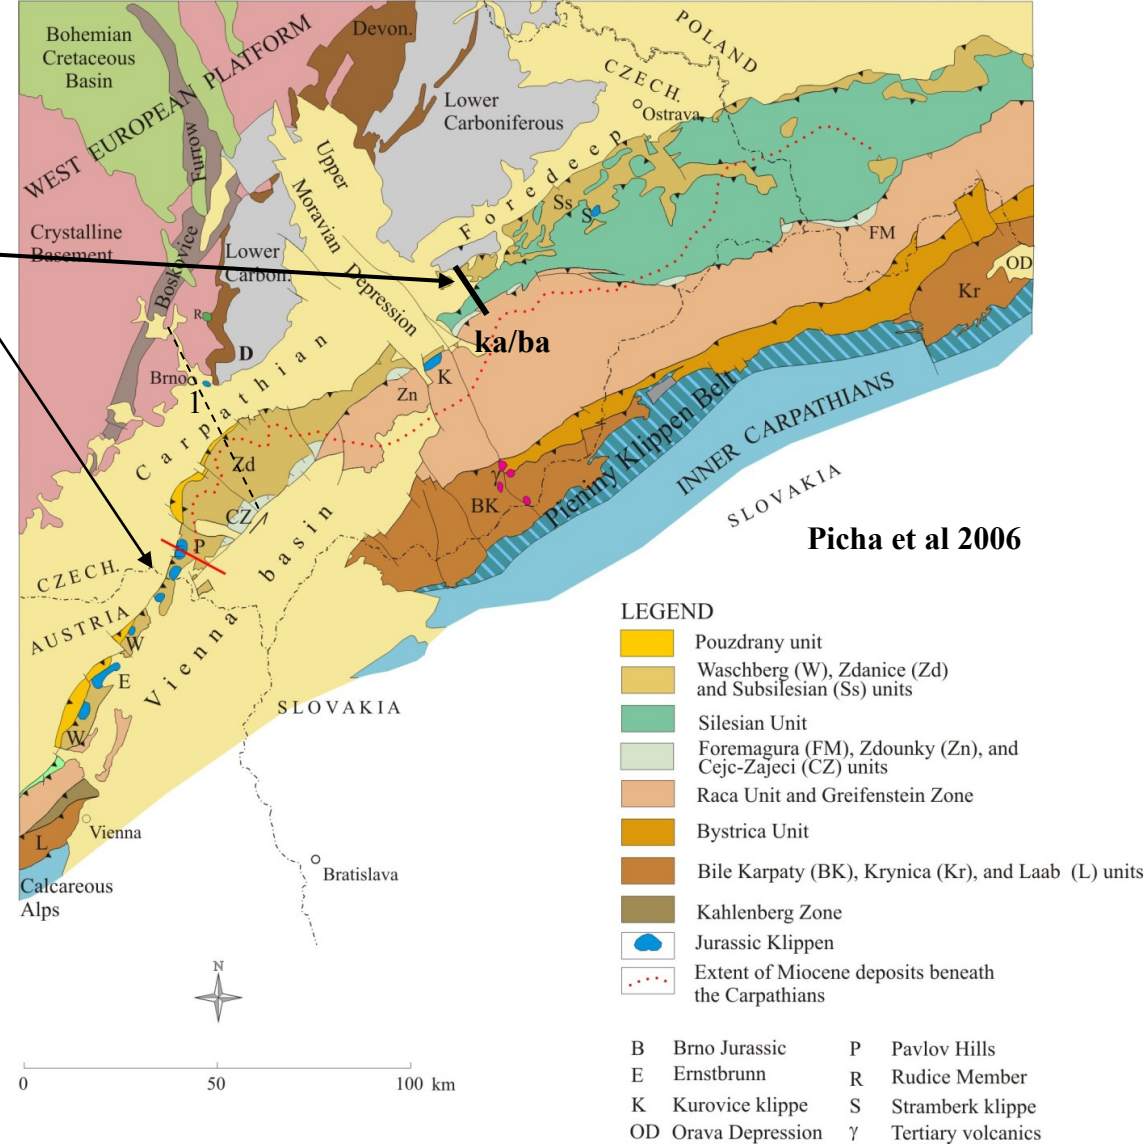 Bohemian
Cretaceous
Basin
WEST EUROPEAN PLATFORM
Devon.
POLAND
CZECH.
Ostrava
Lower
Carboniferous
Boskovice Furrow
Upper
Moravian
Depression
Foredeep
Ss
S
FM
OD
Kr
Crystalline
Basement
Lower
Carbon.
R
D
Brno
1
ka/ba
K
Zn
Carpathian
Zd
CZ
P
γ
BK
Pieniny Klippen Belt
INNER CARPATHIANS
SLOVAKIA
Picha et al 2006
CZECH.
AUSTRIA
W
E
W
Vienna basin
SLOVAKIA
Vienna
L
Calcareous
Alps
Bratislava
N
0 50 100 km
LEGEND
Pouzdrany unit
Waschberg (W), Zdanice (Zd)
and Subsilesian (Ss) units
Silesian Unit
Foremagura (FM), Zdounky (Zn), and
Cejc-Zajeci (CZ) units
Raca Unit and Greifenstein Zone
Bystrica Unit
Bile Karpaty (BK), Krynica (Kr), and Laab (L) units
Kahlenberg Zone
Jurassic Klippen
Extent of Miocene deposits beneath
the Carpathians
B Brno Jurassic P Pavlov Hills
E Ernstbrunn R Rudice Member
K Kurovice klippe S Stramberk klippe
OD Orava Depression γ Tertiary volcanics